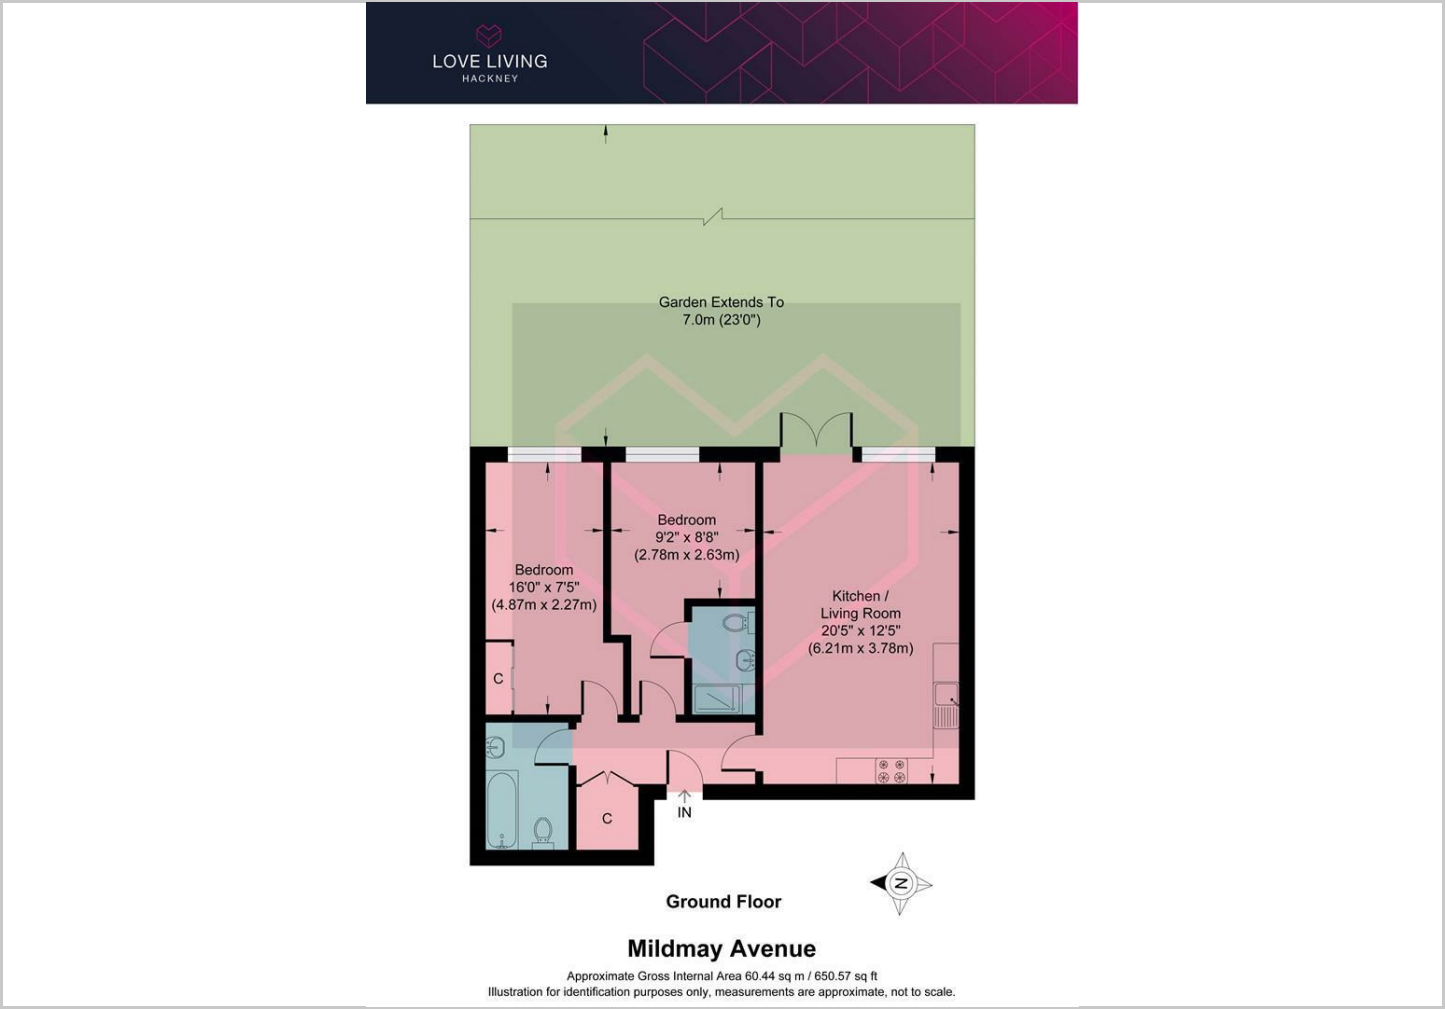 LOVE LIVING
HACKNEY
Garden Extends To
7.0m (23'0")
Bedroom
9'2" x 8'8"
(2.78m x 2.63m)
Bedroom
16'0" x 7'5"
(4.87m x 2.27m)
Kitchen /
Living Room
20'5" x 12'5"
(6.21m x 3.78m)
C
C
IN
N
Ground Floor
Mildmay Avenue
Approximate Gross Internal Area 60.44 sq m / 650.57 sq ft
Illustration for identification purposes only, measurements are approximate, not to scale.